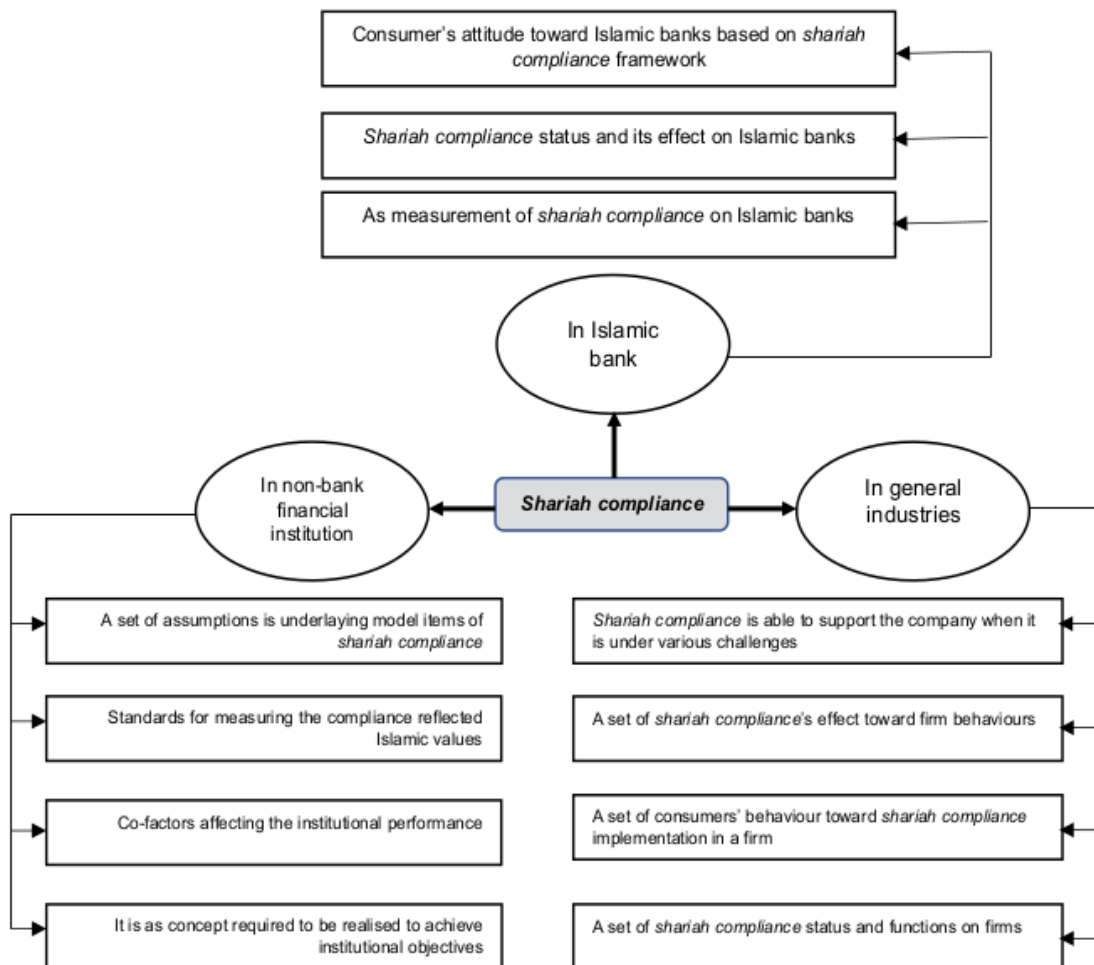 Consumer's attitude toward Islamic banks based on shariah
compliance framework
Shariah compliance status and its effect on Islamic banks
As measurement of shariah compliance on Islamic banks
In Islamic
bank
In non-bank
financial
institution
Shariah compliance
In general
industries
A set of assumptions is underlaying model items of
shariah compliance
Standards for measuring the compliance reflected
Islamic values
Co-factors affecting the institutional performance
It is as concept required to be realised to achieve
institutional objectives
Shariah compliance is able to support the company when it
is under various challenges
A set of shariah compliance's effect toward firm behaviours
A set of consumers' behaviour toward shariah compliance
implementation in a firm
A set of shariah compliance status and functions on firms